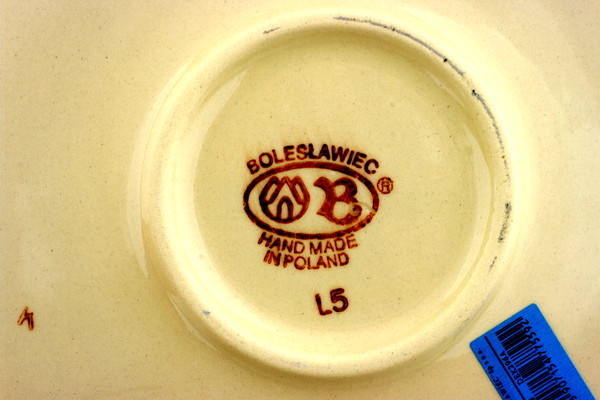 BOLESŁAWIEC
B ®
HAND MADE
IN POLAND
L5